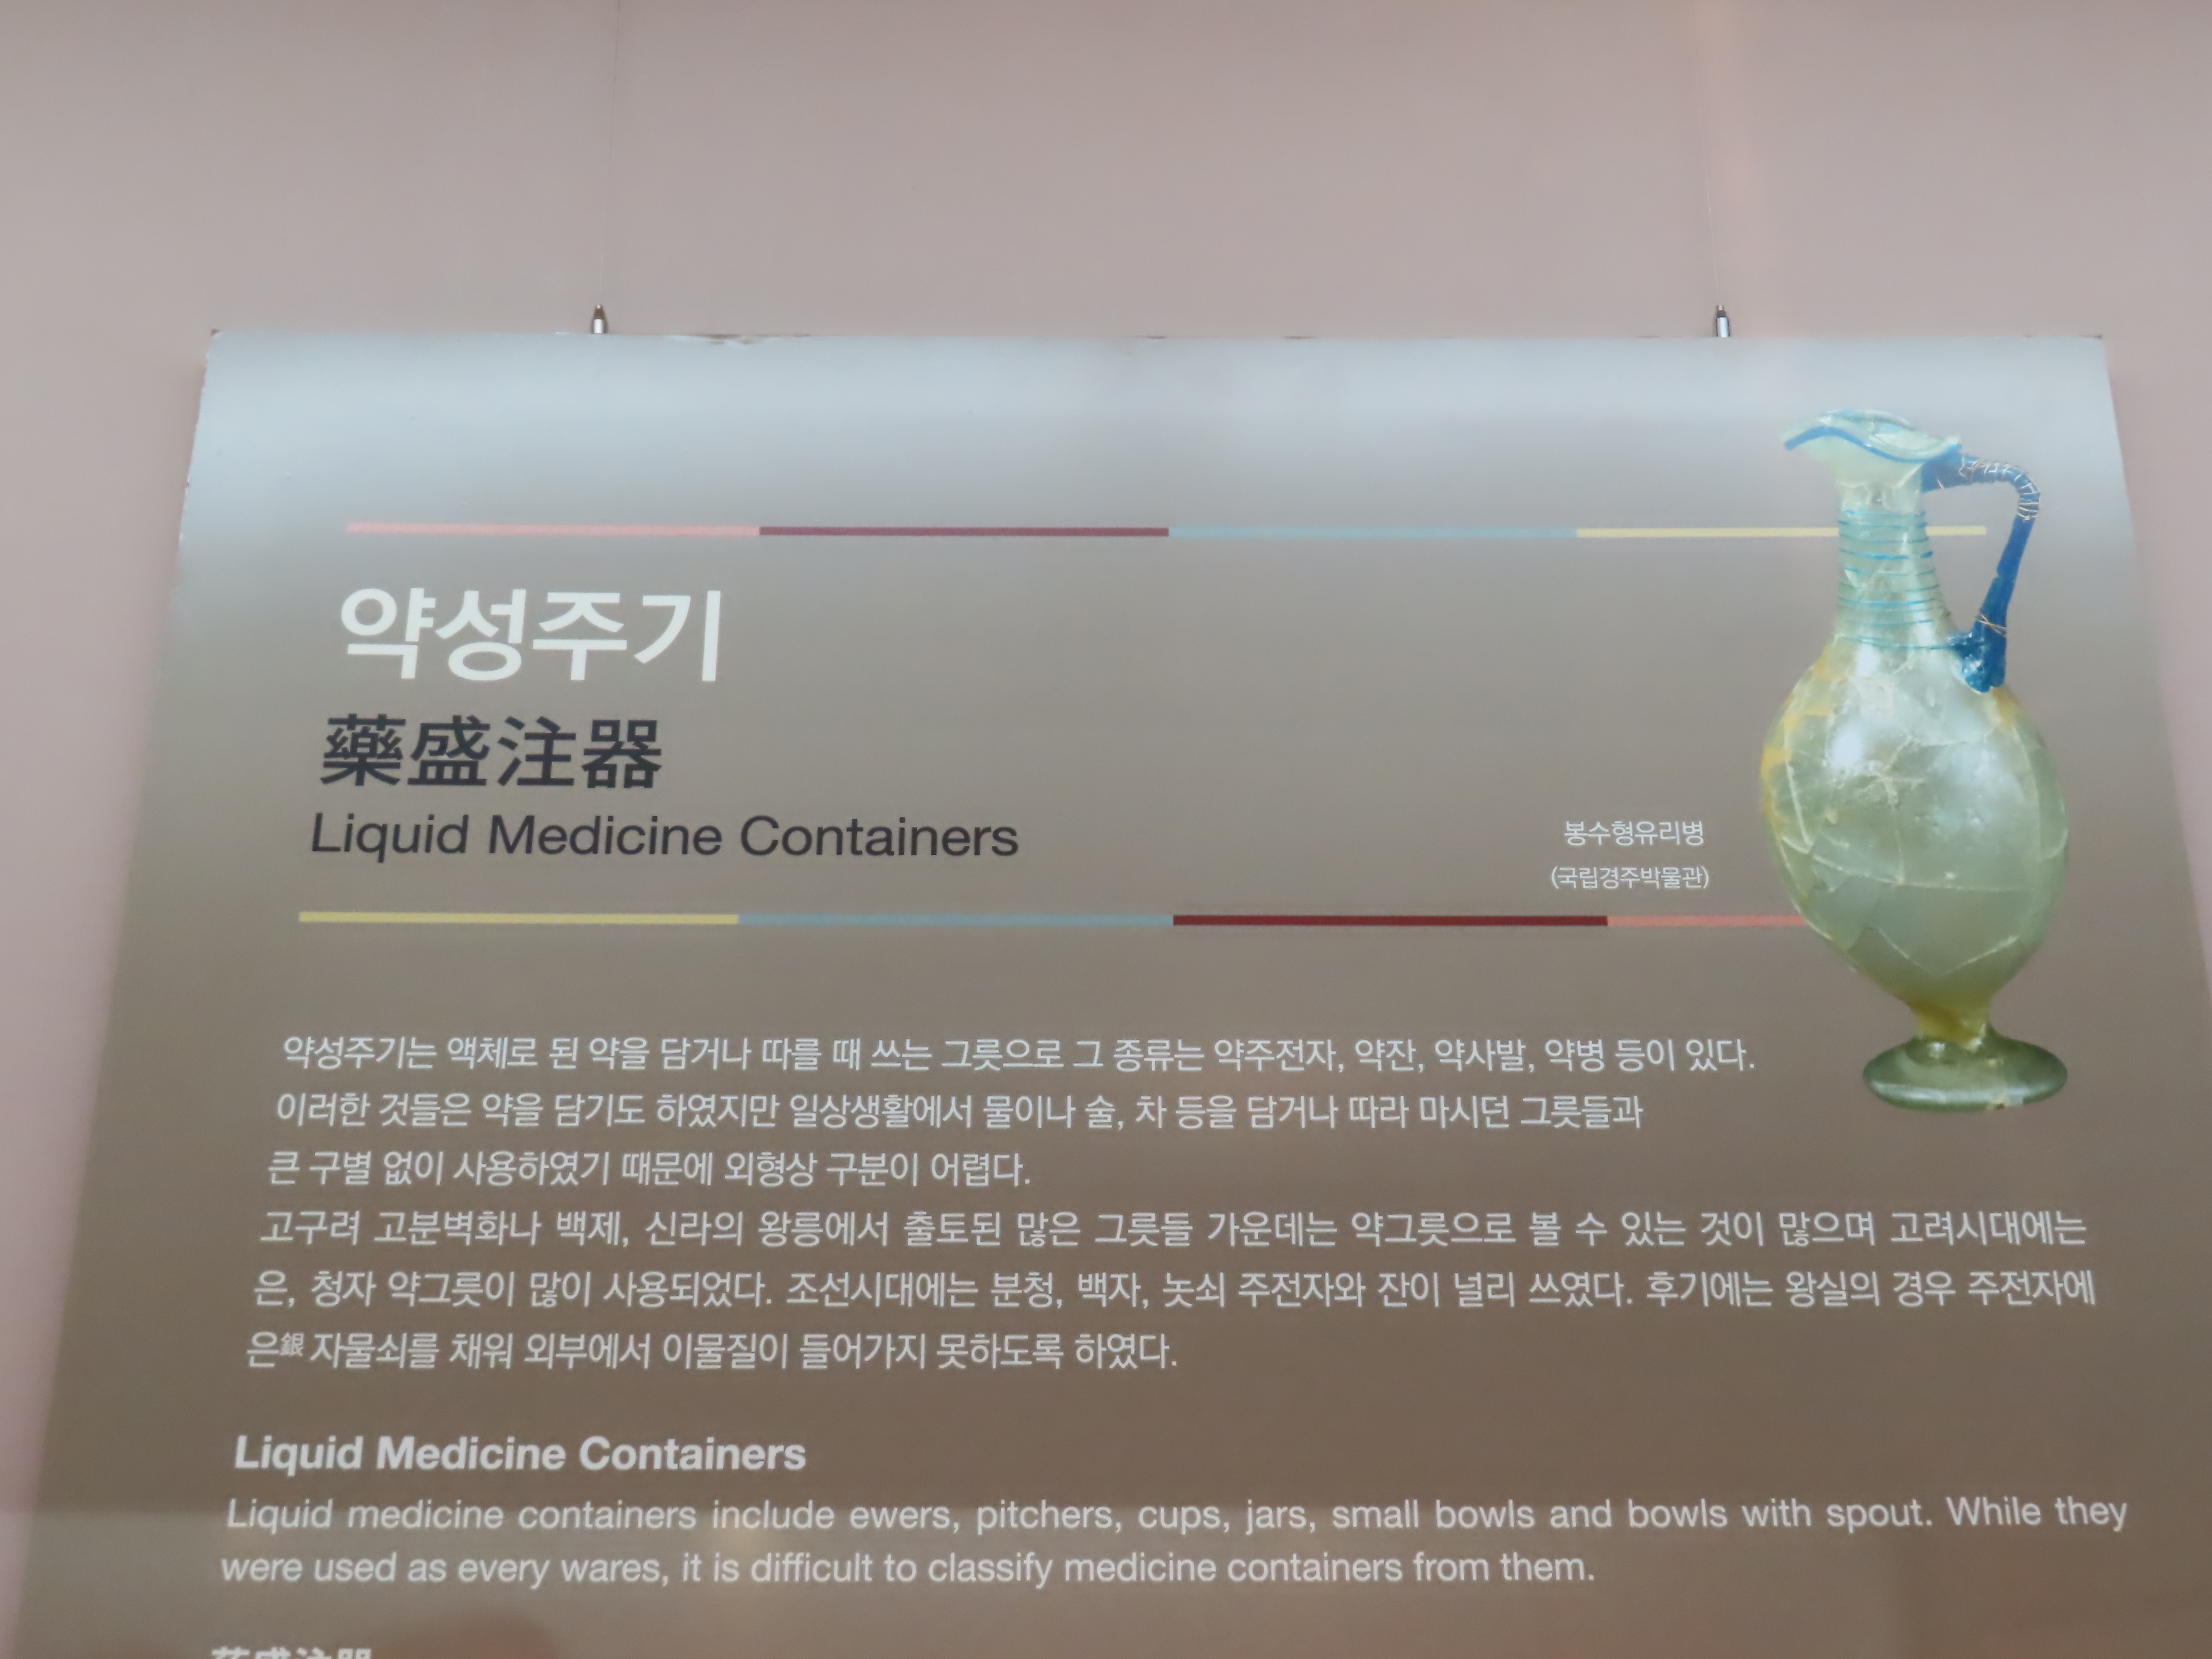 약성주기
藥盛注器
Liquid Medicine Containers
봉수형유리병
(국립경주박물관)
약성주기는 액체로 된 약을 담거나 따를 때 쓰는 그릇으로 그 종류는 약주전자, 약잔, 약사발, 약병 등이 있다.
이러한 것들은 약을 담기도 하였지만 일상생활에서 물이나 술, 차 등을 담거나 따라 마시던 그릇들과
큰 구별 없이 사용하였기 때문에 외형상 구분이 어렵다.
고구려 고분벽화나 백제, 신라의 왕릉에서 출토된 많은 그릇들 가운데는 약그릇으로 볼 수 있는 것이 많으며 고려시대에는
은, 청자 약그릇이 많이 사용되었다. 조선시대에는 분청, 백자, 놋쇠 주전자와 잔이 널리 쓰였다. 후기에는 왕실의 경우 주전자에
은銀 자물쇠를 채워 외부에서 이물질이 들어가지 못하도록 하였다.
Liquid Medicine Containers
Liquid medicine containers include ewers, pitchers, cups, jars, small bowls and bowls with spout. While they
were used as every wares, it is difficult to classify medicine containers from them.
藥盛注器